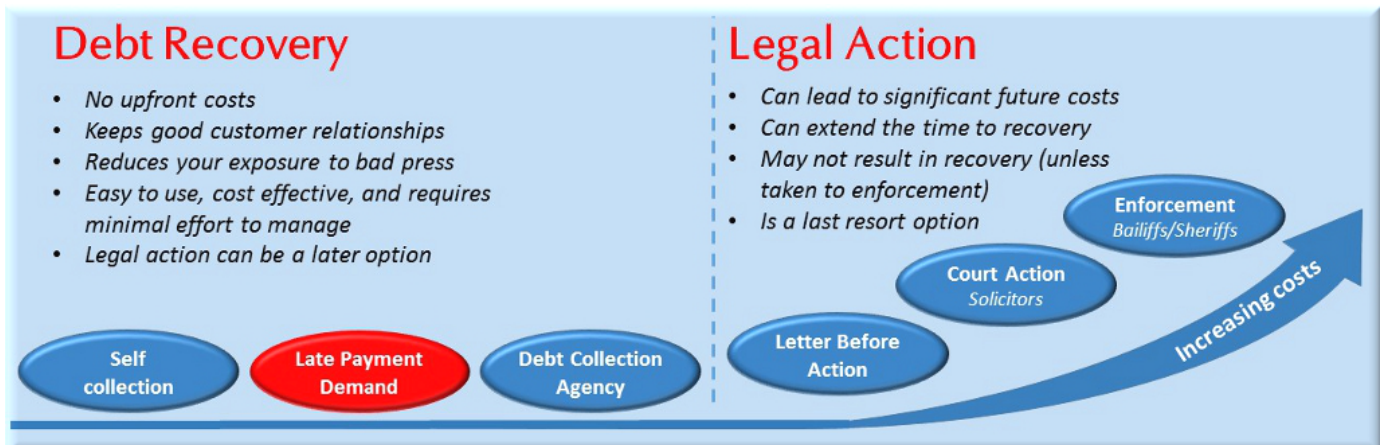 Debt Recovery
• No upfront costs
• Keeps good customer relationships
• Reduces your exposure to bad press
• Easy to use, cost effective, and requires
minimal effort to manage
• Legal action can be a later option
Self
collection
Late Payment
Demand
Debt Collection
Agency
Legal Action
• Can lead to significant future costs
• Can extend the time to recovery
• May not result in recovery (unless
taken to enforcement)
• Is a last resort option
Letter Before
Action
Court Action
Solicitors
Enforcement
Bailiffs/Sheriffs
Increasing costs